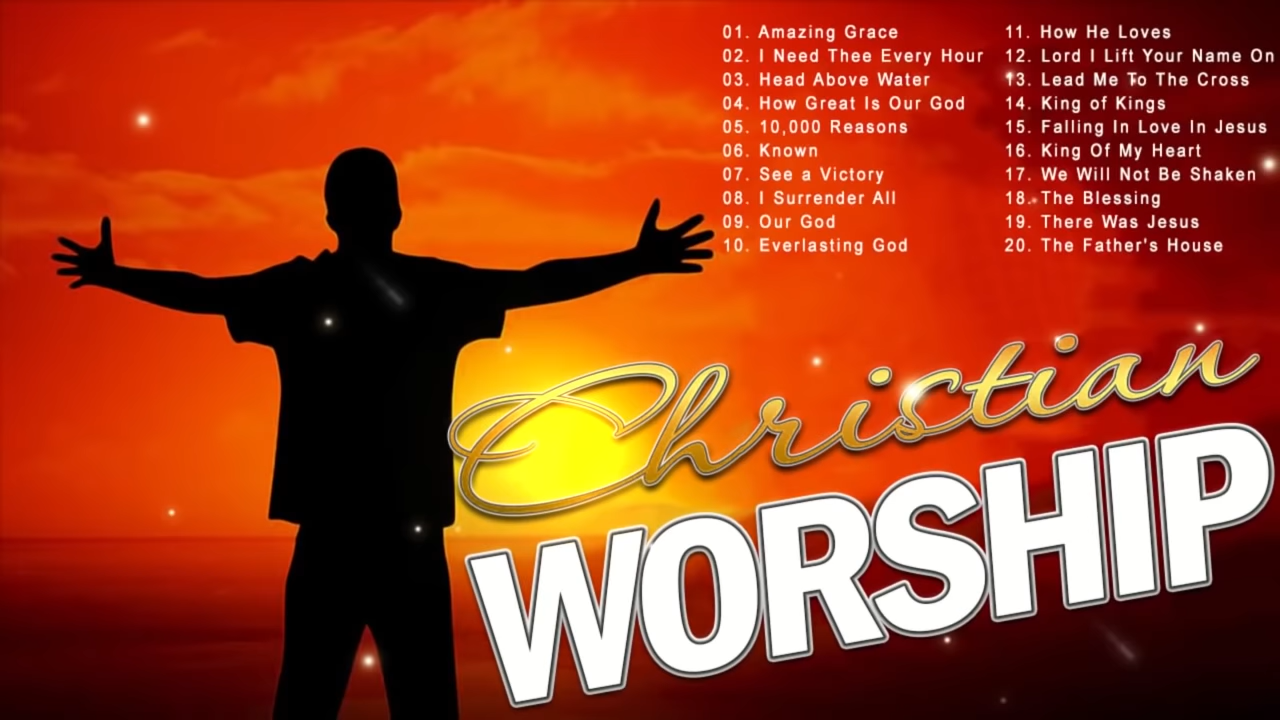 01. Amazing Grace
02. I Need Thee Every Hour
03. Head Above Water
04. How Great Is Our God
05. 10,000 Reasons
06. Known
07. See a Victory
08. I Surrender All
09. Our God
10. Everlasting God
11. How He Loves
12. Lord I Lift Your Name On
13. Lead Me To The Cross
14. King of Kings
15. Falling In Love In Jesus
16. King Of My Heart
17. We Will Not Be Shaken
18. The Blessing
19. There Was Jesus
20. The Father's House
Christian
WORSHIP